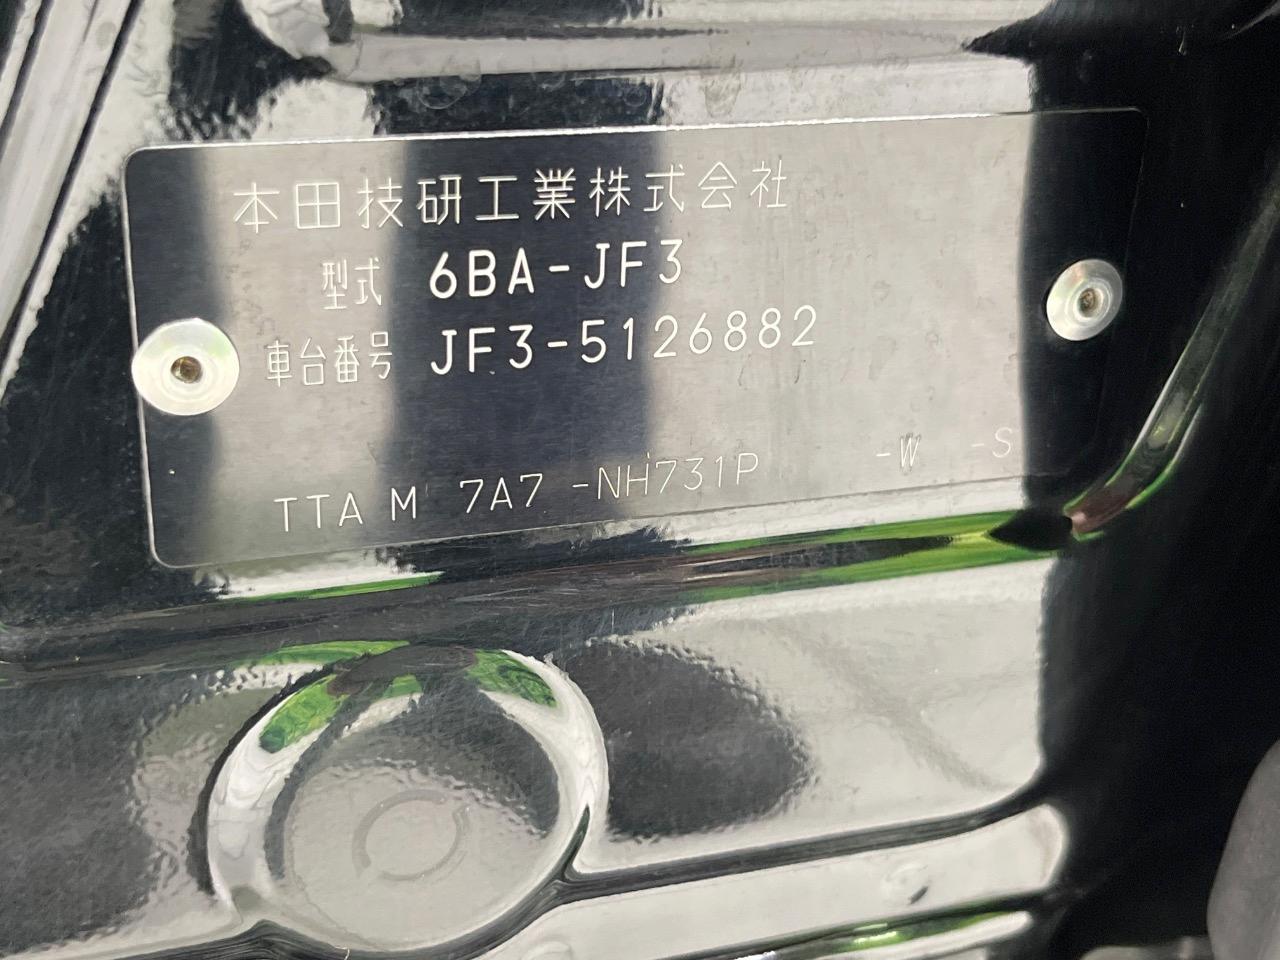 本田技研工業株式会社
型式 6BA-JF3
車台番号 JF3-5126882
TTA M 7A7 -NH731P -W -S